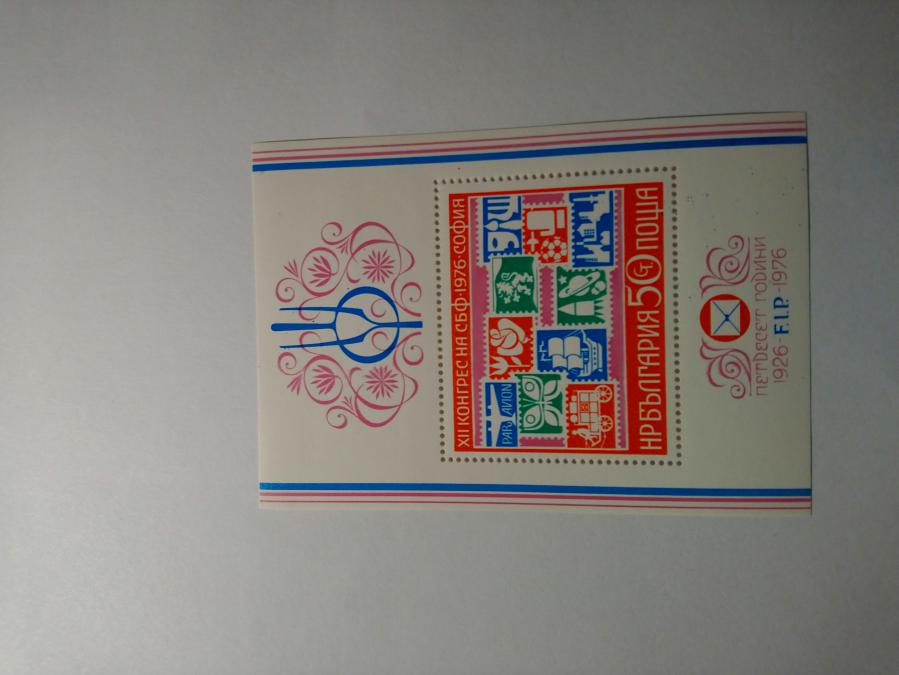 XII КОНГРЕС НА СБФ·1976·СОФИЯ
PAR AVION
НР БЪЛГАРИЯ 50 СТ ПОЩА
ПЕТДЕСЕТ ГОДИНИ
1926 - F.I.P. - 1976